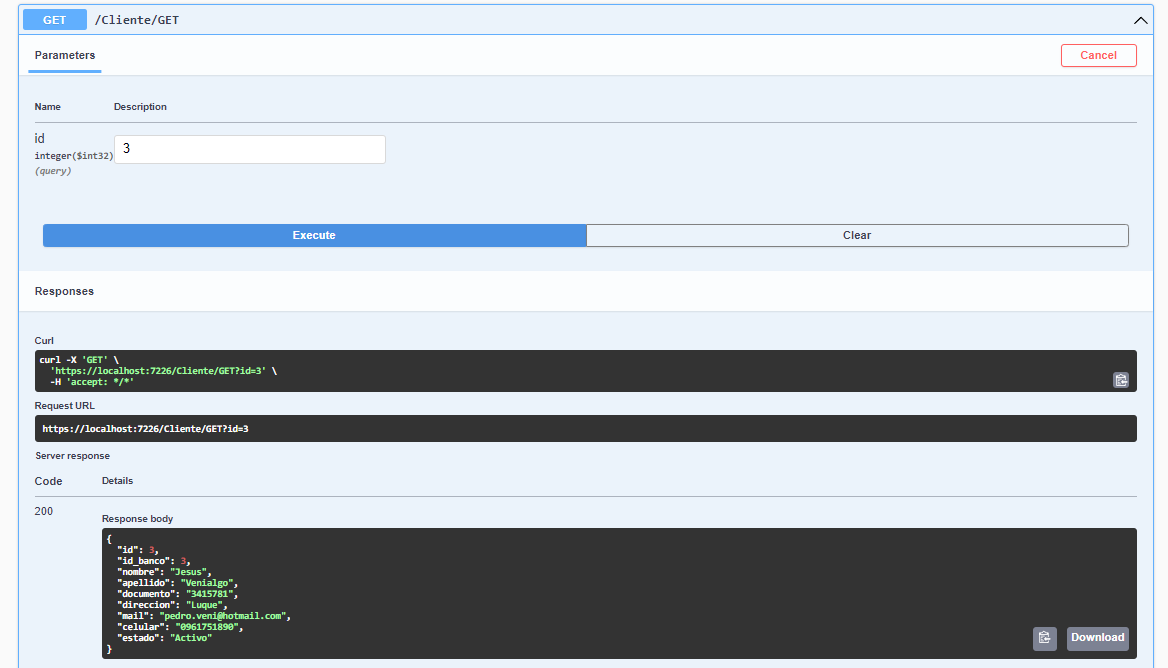 GET /Cliente/GET
Parameters
Cancel
Name Description
id
integer($int32)
(query)
3
Execute Clear
Responses
Curl
curl -X 'GET' \
'https://localhost:7226/Cliente/GET?id=3' \
-H 'accept: */*'
Request URL
https://localhost:7226/Cliente/GET?id=3
Server response
Code Details
200
Response body
{
"id": 3,
"id_banco": 3,
"nombre": "Jesus",
"apellido": "Venialgo",
"documento": "3415781",
"direccion": "Luque",
"mail": "pedro.veni@hotmail.com",
"celular": "0961751890",
"estado": "Activo"
}
Download